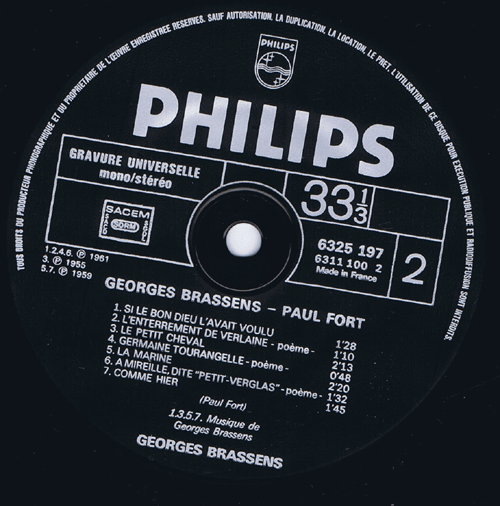 TOUS DROITS DU PRODUCTEUR PHONOGRAPHIQUE ET DU PROPRIETAIRE DE L'ŒUVRE ENREGISTREE RESERVES. SAUF AUTORISATION, LA DUPLICATION, LA LOCATION, LE PRET, L'UTILISATION DE CE DISQUE POUR EXECUTION PUBLIQUE ET RADIODIFFUSION SONT INTERDITS.
PHILIPS
PHILIPS
GRAVURE UNIVERSELLE
mono/stéréo
33 1/3
SACEM
SDRM
1.2.4.6. ℗ 1961
3. ℗ 1955
5.7. ℗ 1959
6325 197
6311 100 2
Made in France
2
GEORGES BRASSENS – PAUL FORT
1. SI LE BON DIEU L'AVAIT VOULU 1'28
2. L'ENTERREMENT DE VERLAINE - poème - 1'10
3. LE PETIT CHEVAL 2'13
4. GERMAINE TOURANGELLE - poème - 0'48
5. LA MARINE 2'20
6. A MIREILLE, DITE "PETIT-VERGLAS" - poème - 1'32
7. COMME HIER 1'45
(Paul Fort)
1.3.5.7. Musique de
Georges Brassens
GEORGES BRASSENS